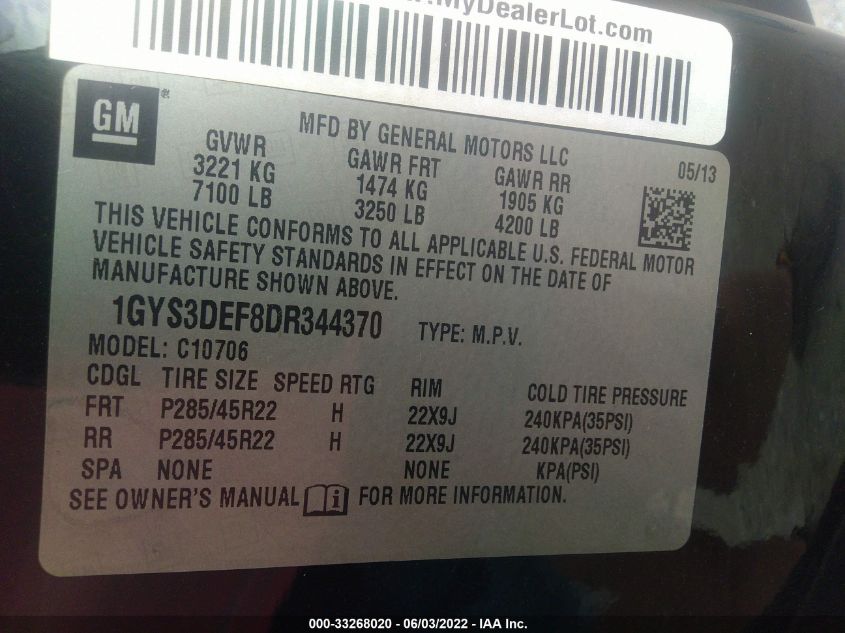 MyDealerLot.com
GM
MFD BY GENERAL MOTORS LLC
05/13
GVWR GAWR FRT GAWR RR
3221 KG 1474 KG 1905 KG
7100 LB 3250 LB 4200 LB
THIS VEHICLE CONFORMS TO ALL APPLICABLE U.S. FEDERAL MOTOR
VEHICLE SAFETY STANDARDS IN EFFECT ON THE DATE OF
MANUFACTURE SHOWN ABOVE.
1GYS3DEF8DR344370 TYPE: M.P.V.
MODEL: C10706
CDGL TIRE SIZE SPEED RTG RIM COLD TIRE PRESSURE
FRT P285/45R22 H 22X9J 240KPA(35PSI)
RR P285/45R22 H 22X9J 240KPA(35PSI)
SPA NONE NONE KPA(PSI)
SEE OWNER'S MANUAL i FOR MORE INFORMATION.
000-33268020 - 06/03/2022 - IAA Inc.